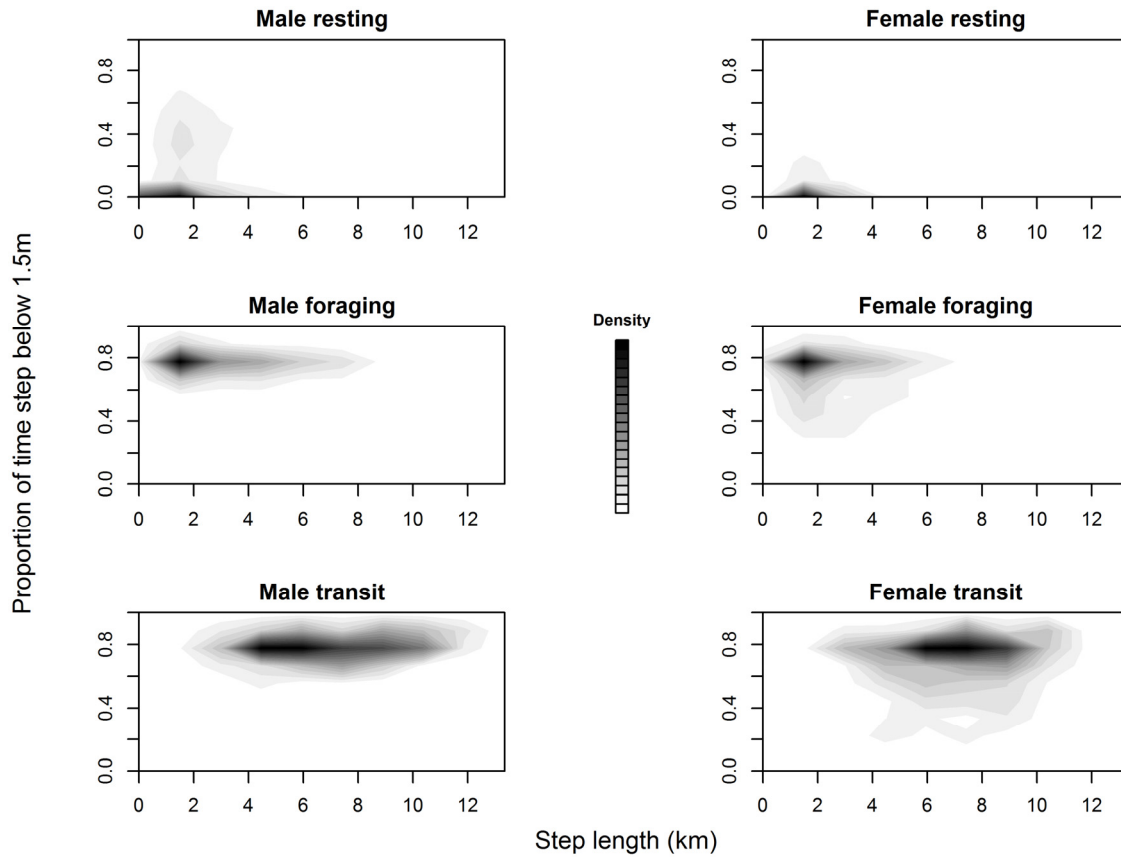 Male resting
Female resting
0.0 0.4 0.8
0 2 4 6 8 10 12
0.0 0.4 0.8
0 2 4 6 8 10 12
Proportion of time step below 1.5m
Male foraging
Density
Female foraging
0.0 0.4 0.8
0 2 4 6 8 10 12
0.0 0.4 0.8
0 2 4 6 8 10 12
Male transit
Female transit
0.0 0.4 0.8
0 2 4 6 8 10 12
0.0 0.4 0.8
0 2 4 6 8 10 12
Step length (km)